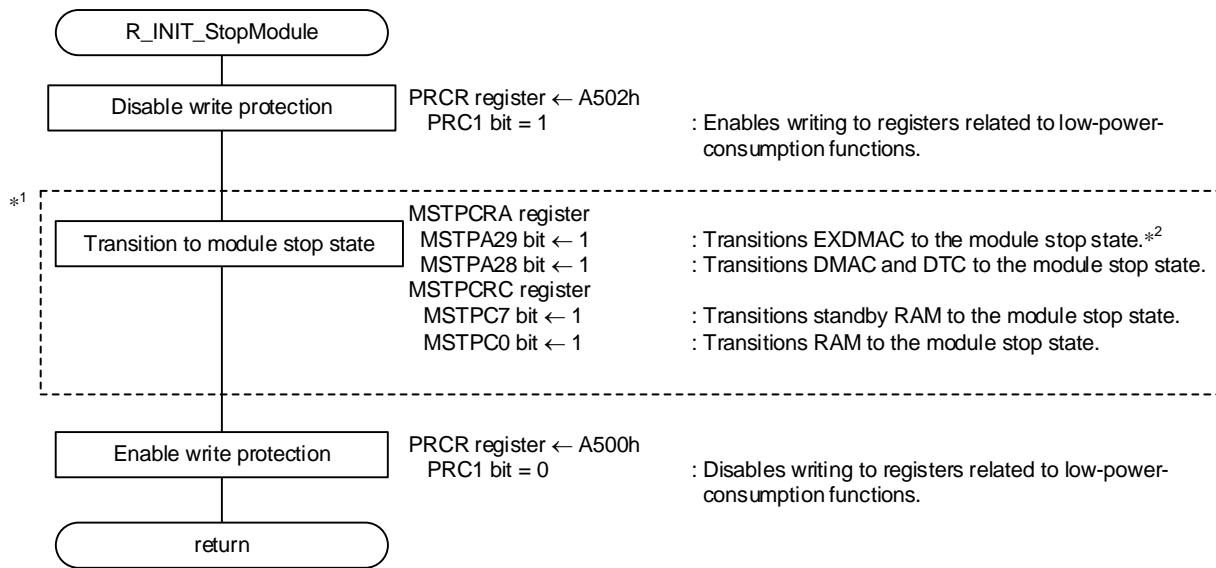 R_INIT_StopModule
Disable write protection
PRCR register ← A502h
PRC1 bit = 1 : Enables writing to registers related to low-power-
consumption functions.
*1
MSTPCRA register
Transition to module stop state
MSTPA29 bit ← 1 : Transitions EXDMAC to the module stop state.*2
MSTPA28 bit ← 1 : Transitions DMAC and DTC to the module stop state.
MSTPCRC register
MSTPC7 bit ← 1 : Transitions standby RAM to the module stop state.
MSTPC0 bit ← 1 : Transitions RAM to the module stop state.
Enable write protection
PRCR register ← A500h
PRC1 bit = 0 : Disables writing to registers related to low-power-
consumption functions.
return